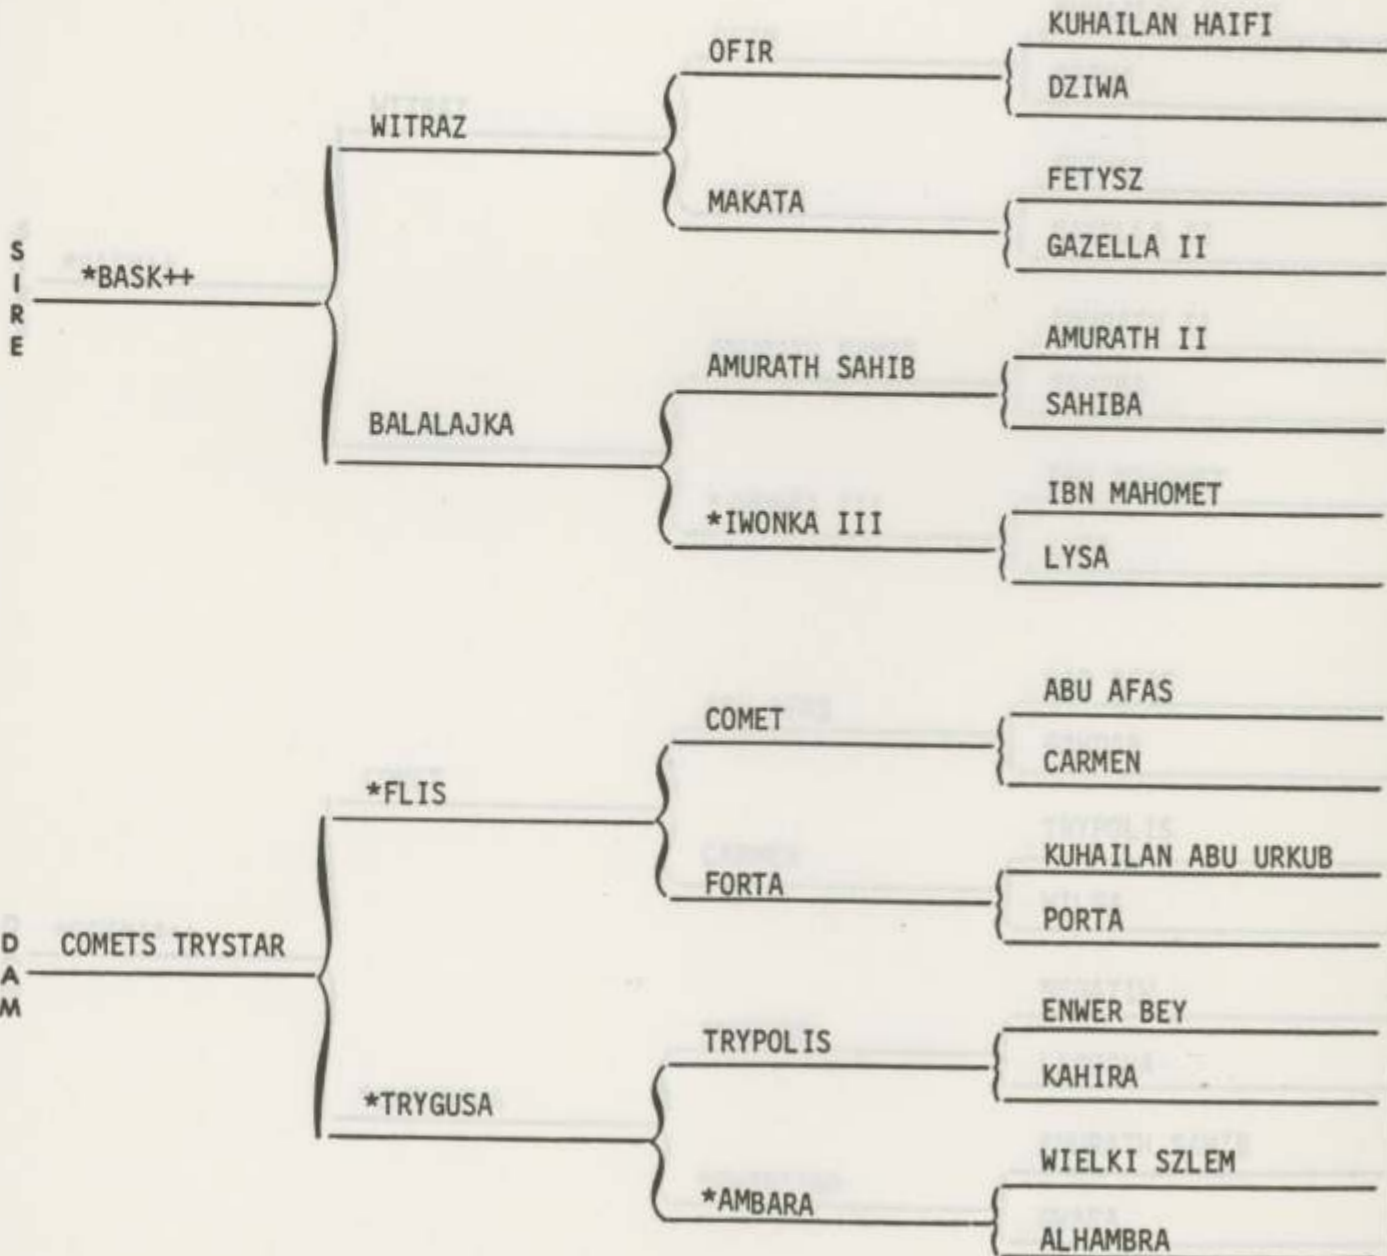 KUHAILAN HAIFI
OFIR
DZIWA
WITRAZ
FETYSZ
MAKATA
GAZELLA II
SIRE
*BASK++
AMURATH II
AMURATH SAHIB
SAHIBA
BALALAJKA
IBN MAHOMET
*IWONKA III
LYSA
ABU AFAS
COMET
CARMEN
*FLIS
KUHAILAN ABU URKUB
FORTA
PORTA
DAM
COMETS TRYSTAR
ENWER BEY
TRYPOLIS
KAHIRA
*TRYGUSA
WIELKI SZLEM
*AMBARA
ALHAMBRA